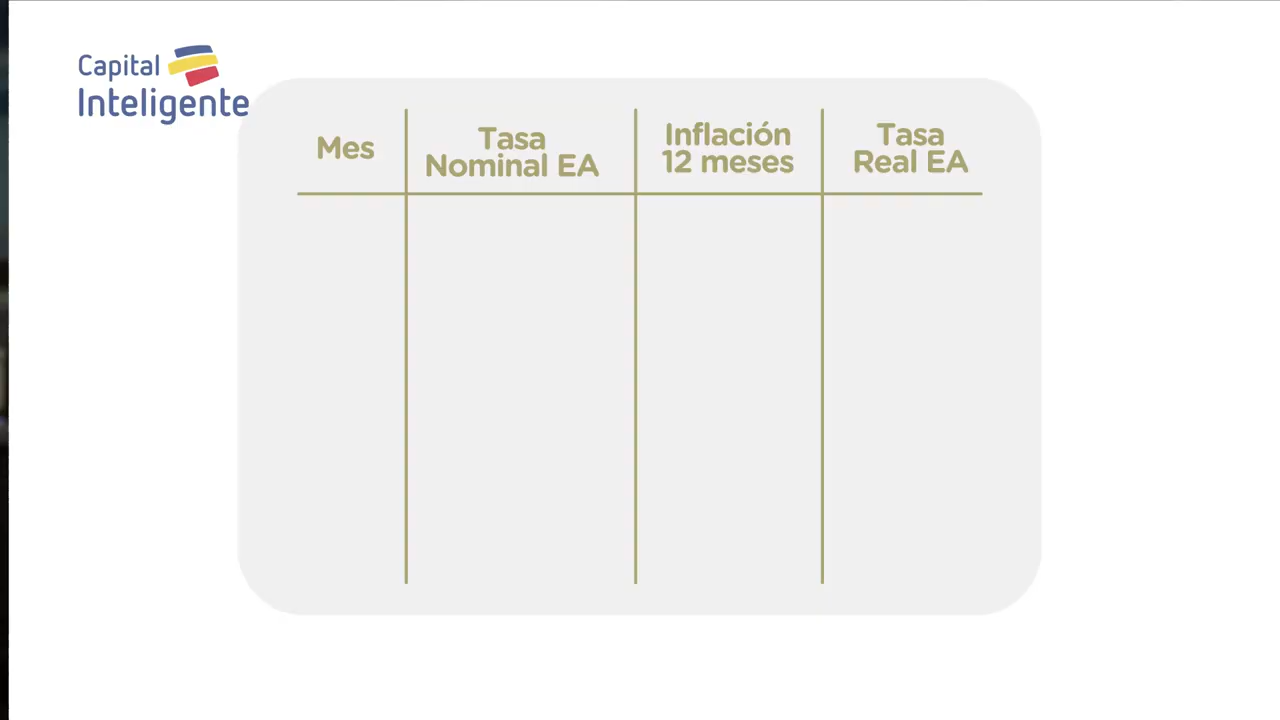 Capital
Inteligente
Mes
Tasa
Nominal EA
Inflación
12 meses
Tasa
Real EA